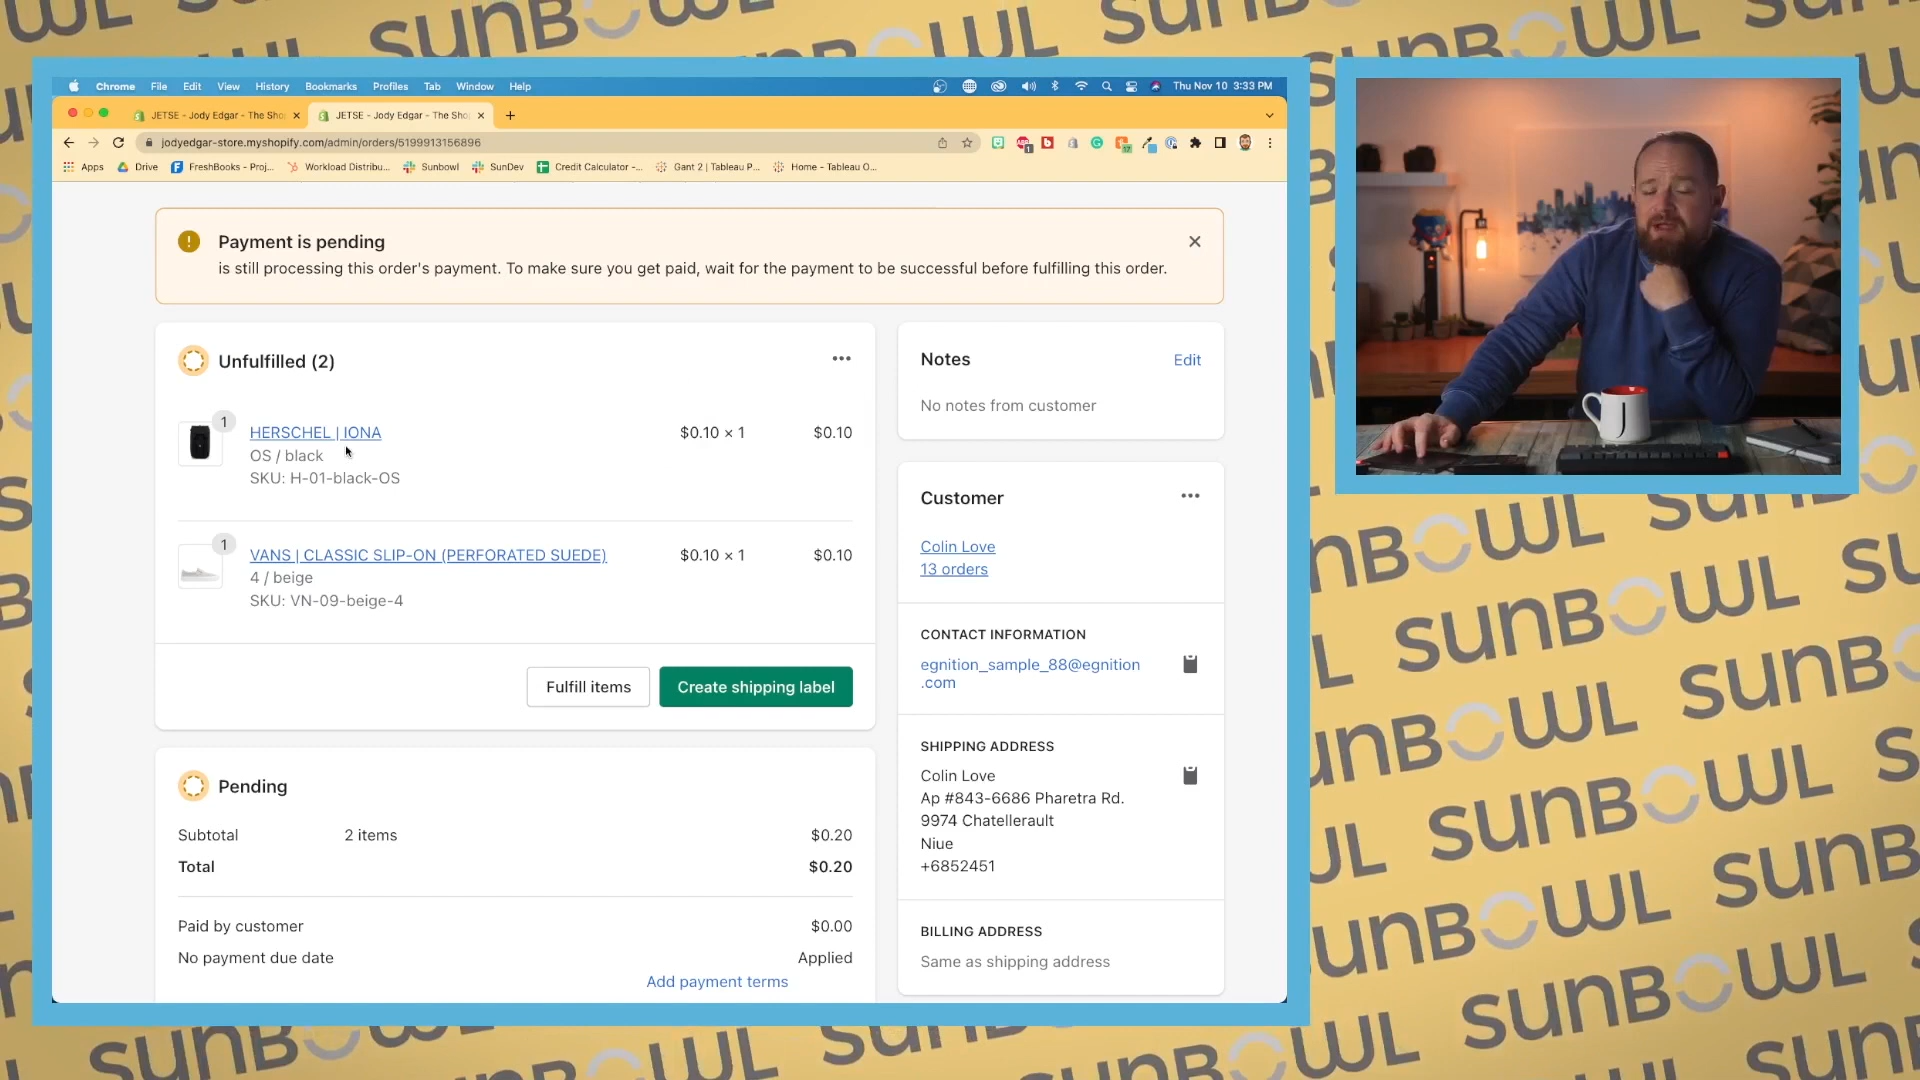 Chrome File Edit View History Bookmarks Profiles Tab Window Help Thu Nov 10 3:33 PM
JETSE - Jody Edgar - The Sho JETSE - Jody Edgar - The Shop
jodyedgar-store.myshopify.com/admin/orders/5199913156896
Apps Drive FreshBooks - Proj... Workload Distribu... Sunbowl SunDev Credit Calculator -... Gant 2 | Tableau P... Home - Tableau O...
Payment is pending
is still processing this order's payment. To make sure you get paid, wait for the payment to be successful before fulfilling this order.
Unfulfilled (2)
1
HERSCHEL | IONA $0.10 × 1 $0.10
OS / black
SKU: H-01-black-OS
1
VANS | CLASSIC SLIP-ON (PERFORATED SUEDE) $0.10 × 1 $0.10
4 / beige
SKU: VN-09-beige-4
Fulfill items Create shipping label
Pending
Subtotal 2 items $0.20
Total $0.20
Paid by customer $0.00
No payment due date Applied
Add payment terms
Notes Edit
No notes from customer
Customer
Colin Love
13 orders
CONTACT INFORMATION
egnition_sample_88@egnition
.com
SHIPPING ADDRESS
Colin Love
Ap #843-6686 Pharetra Rd.
9974 Chatellerault
Niue
+6852451
BILLING ADDRESS
Same as shipping address
J
SUNBOWL